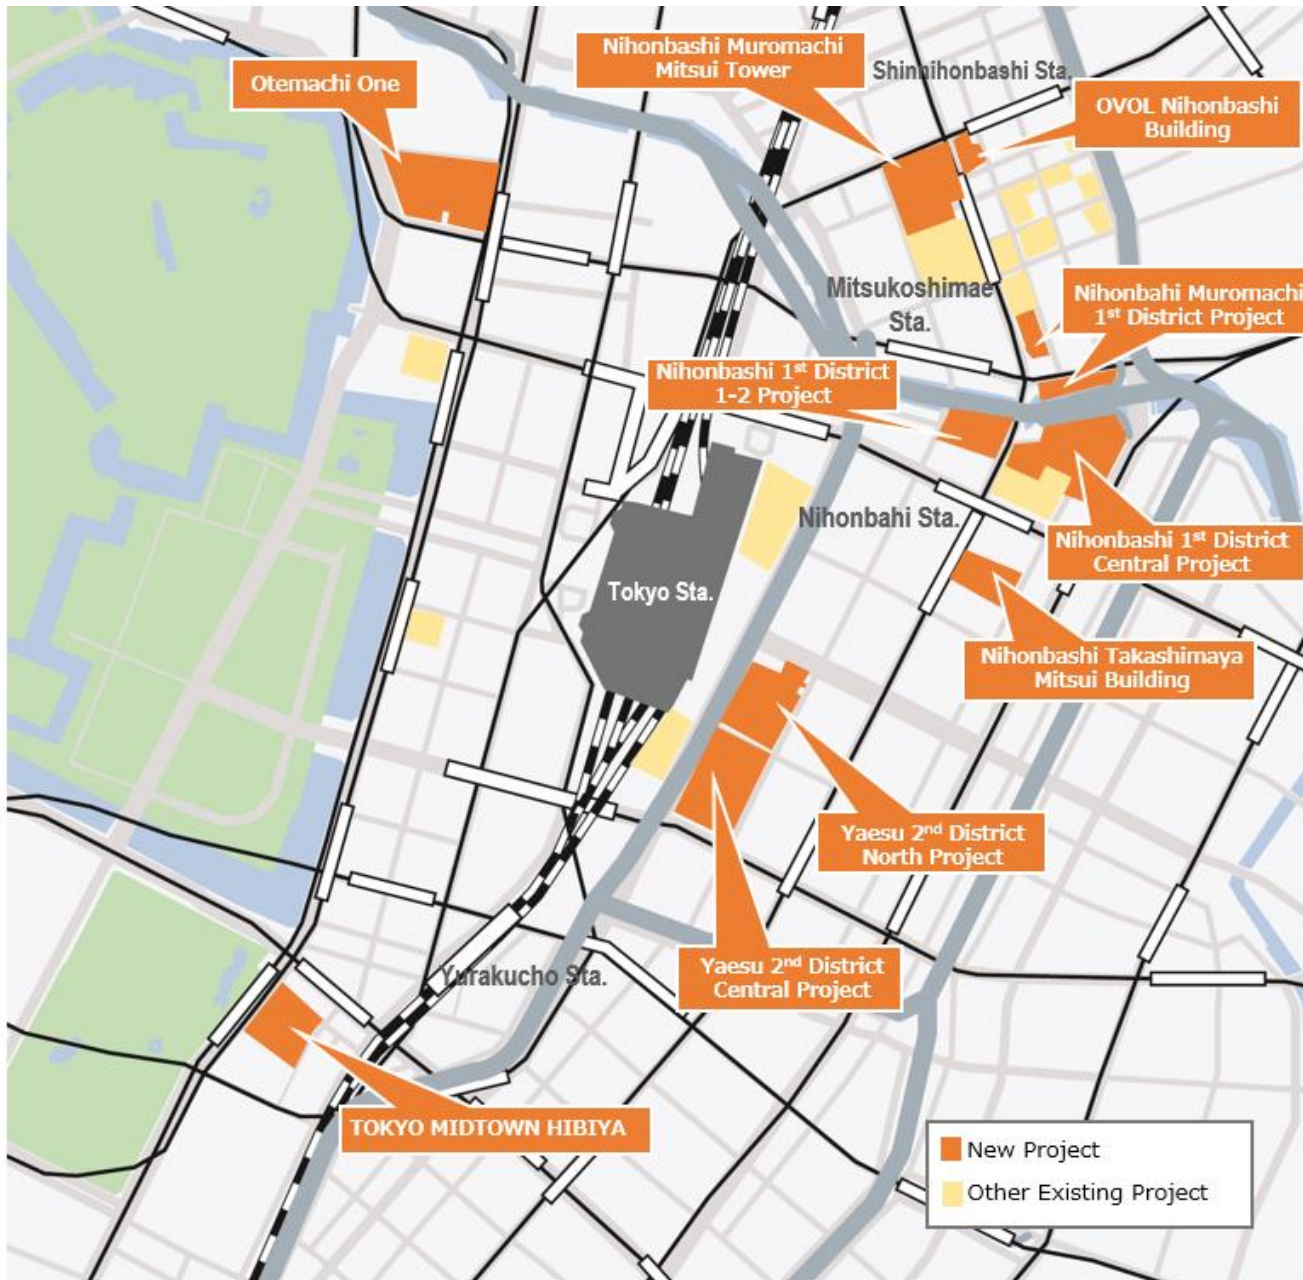 Nihonbashi Muromachi
Mitsui Tower
Shinnihonbashi Sta.
Otemachi One
OVOL Nihonbashi
Building
Mitsukoshimae
Sta.
Nihonbahi Muromachi
1st District Project
Nihonbashi 1st District
1-2 Project
Nihonbahi Sta.
Nihonbashi 1st District
Central Project
Tokyo Sta.
Nihonbashi Takashimaya
Mitsui Building
Yaesu 2nd District
North Project
Yaesu 2nd District
Central Project
Yurakucho Sta.
TOKYO MIDTOWN HIBIYA
New Project
Other Existing Project